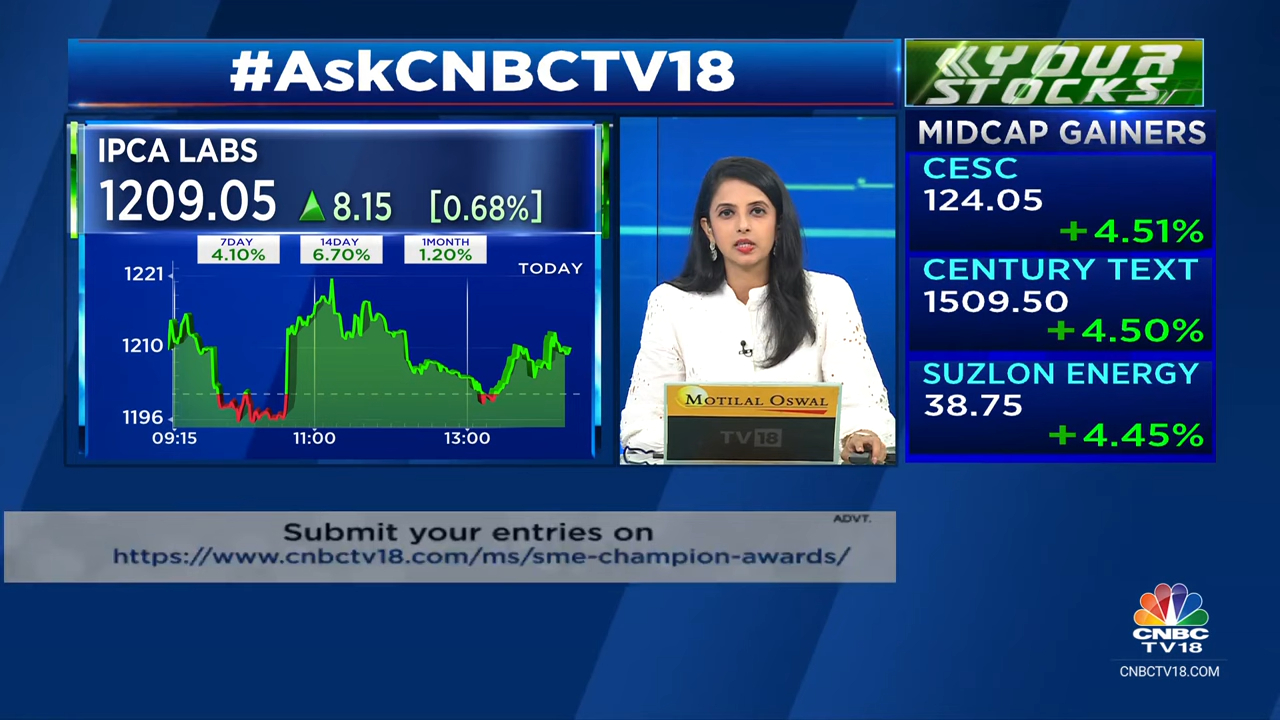 #AskCNBCTV18
YOUR
STOCKS
IPCA LABS
1209.05 8.15 [0.68%]
7DAY
4.10%
14DAY
6.70%
1MONTH
1.20%
TODAY
1221
1210
1196
09:15 11:00 13:00
MOTILAL OSWAL
TV18
MIDCAP GAINERS
CESC
124.05
+4.51%
CENTURY TEXT
1509.50
+4.50%
SUZLON ENERGY
38.75
+4.45%
ADVT.
Submit your entries on
https://www.cnbctv18.com/ms/sme-champion-awards/
CNBC
TV18
CNBCTV18.COM